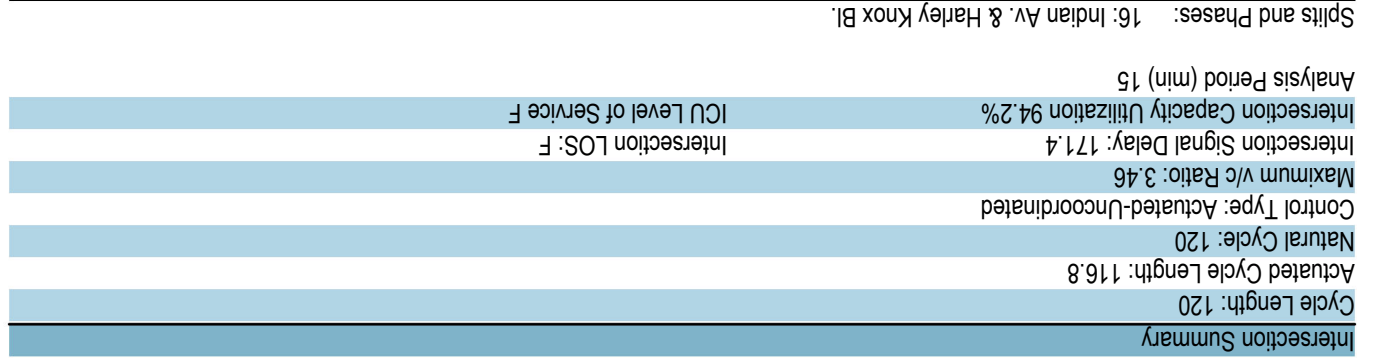 Intersection Summary
Cycle Length: 120
Actuated Cycle Length: 116.8
Natural Cycle: 120
Control Type: Actuated-Uncoordinated
Maximum v/c Ratio: 3.46
Intersection Signal Delay: 171.4 Intersection LOS: F
Intersection Capacity Utilization 94.2% ICU Level of Service F
Analysis Period (min) 15
Splits and Phases: 16: Indian Av. & Harley Knox Bl.